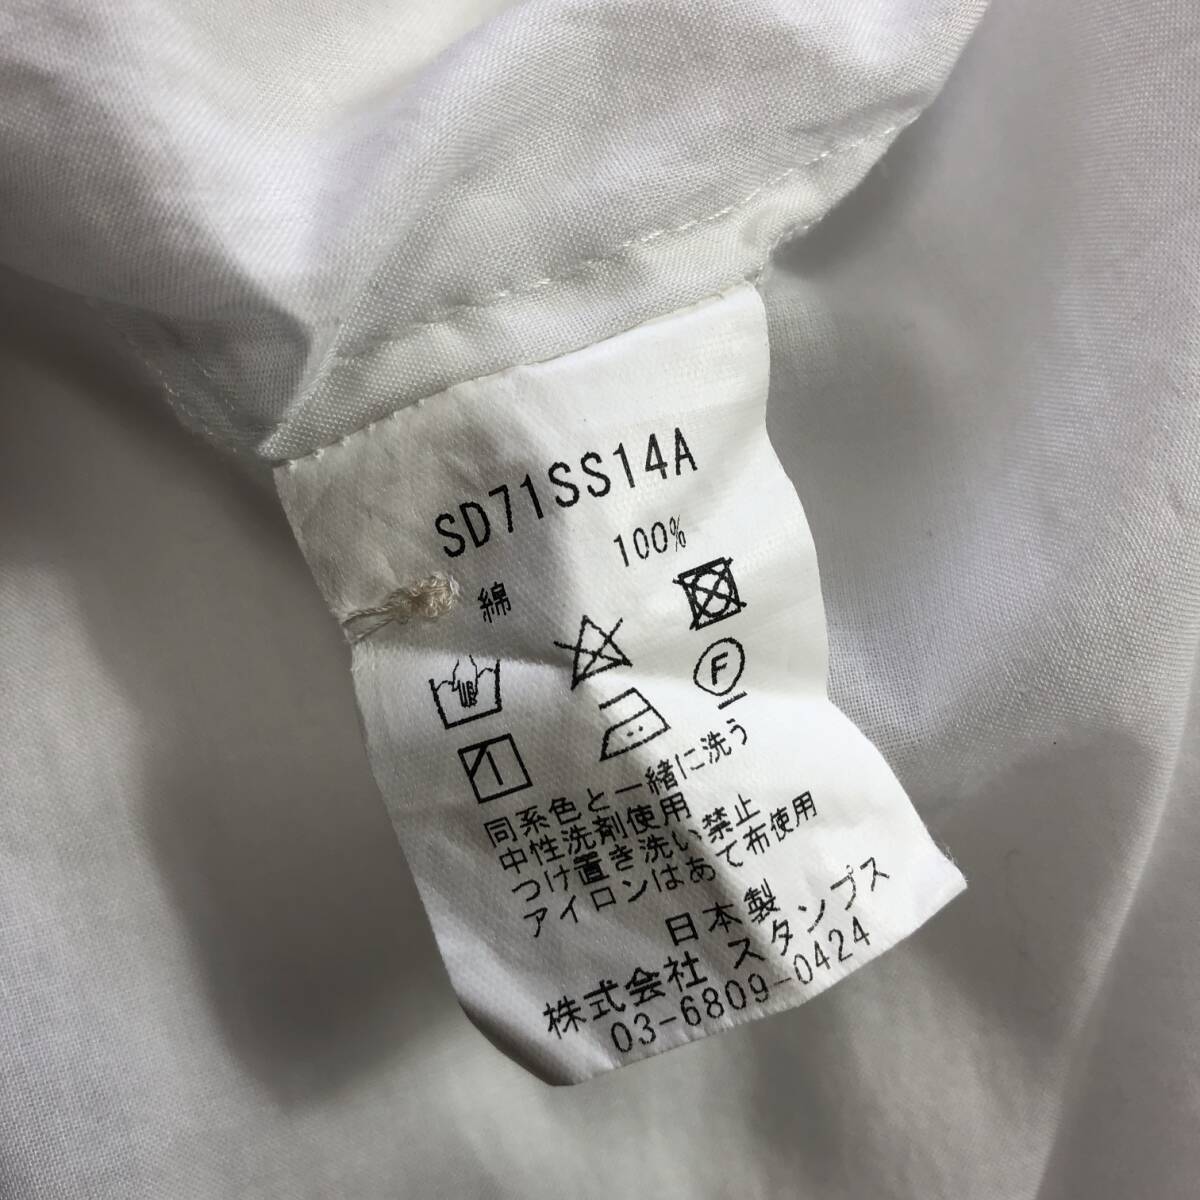 SD71SS14A
綿 100%
F
同系色と一緒に洗う
中性洗剤使用
つけ置き洗い禁止
アイロンはあて布使用
日本製
株式会社 スタンプス
03-6809-0424